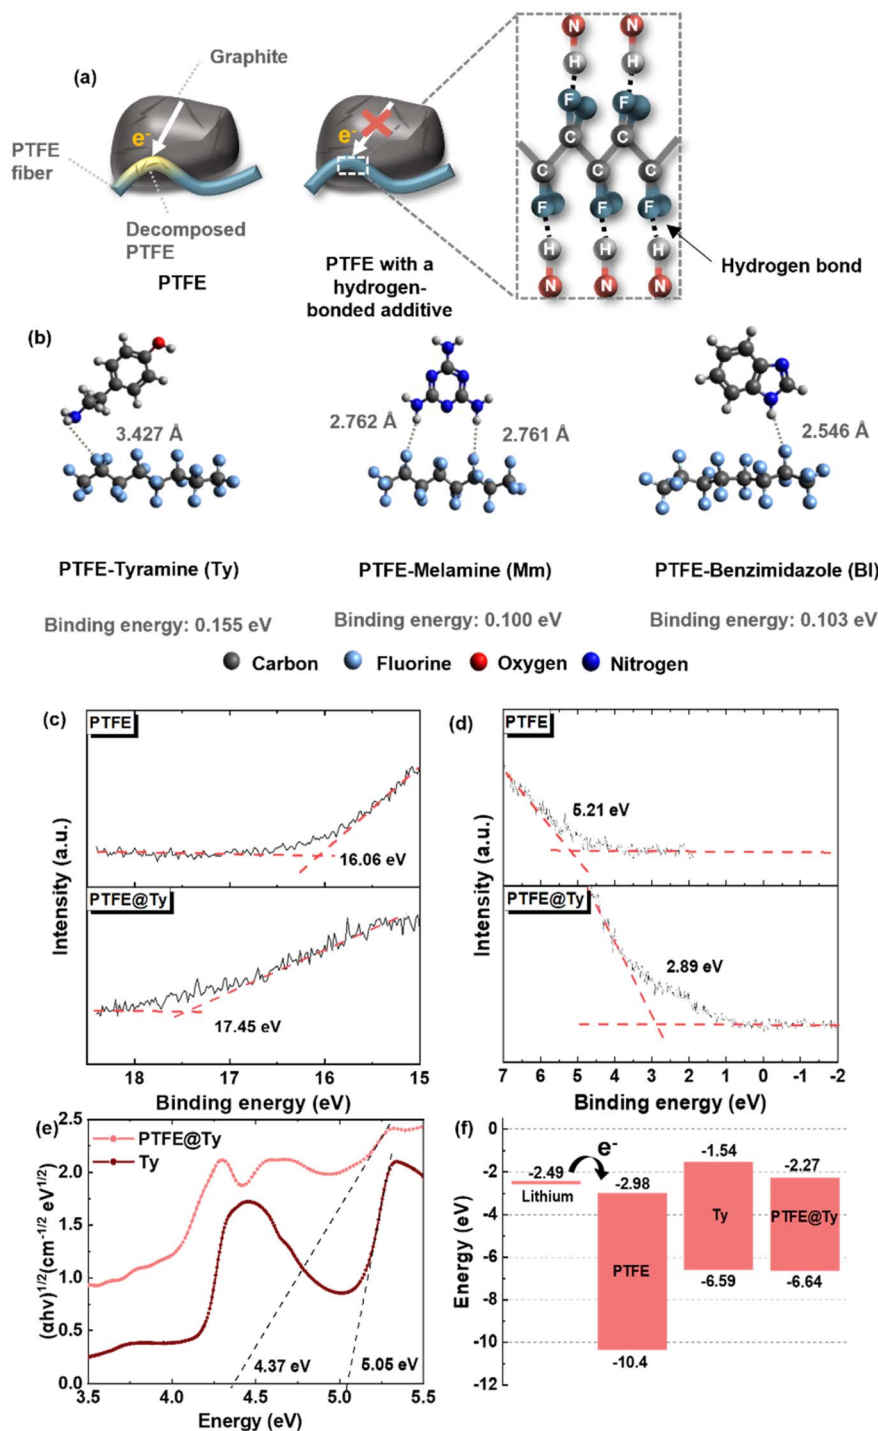 (a)
Graphite
e-
PTFE
fiber
Decomposed
PTFE
PTFE
e-
PTFE with a
hydrogen-
bonded additive
N N
H H
F F
C C
C C C
F F F
H H H
N N N
Hydrogen bond
(b)
3.427 Å
2.762 Å
2.761 Å
2.546 Å
PTFE-Tyramine (Ty)
PTFE-Melamine (Mm)
PTFE-Benzimidazole (BI)
Binding energy: 0.155 eV
Binding energy: 0.100 eV
Binding energy: 0.103 eV
Carbon Fluorine Oxygen Nitrogen
(c)
PTFE
16.06 eV
PTFE@Ty
17.45 eV
Intensity (a.u.)
18 17 16 15
Binding energy (eV)
(d)
PTFE
5.21 eV
PTFE@Ty
2.89 eV
Intensity (a.u.)
7 6 5 4 3 2 1 0 -1 -2
Binding energy (eV)
(e)
PTFE@Ty
Ty
2.5
2.0
1.5
1.0
0.5
0.0
(αhv)1/2(cm-1/2 eV1/2)
4.37 eV
5.05 eV
3.5 4.0 4.5 5.0 5.5
Energy (eV)
(f)
0
-2
-4
-6
-8
-10
-12
Energy (eV)
e-
-2.49
Lithium
-2.98
PTFE
-10.4
-1.54
Ty
-6.59
-2.27
PTFE@Ty
-6.64